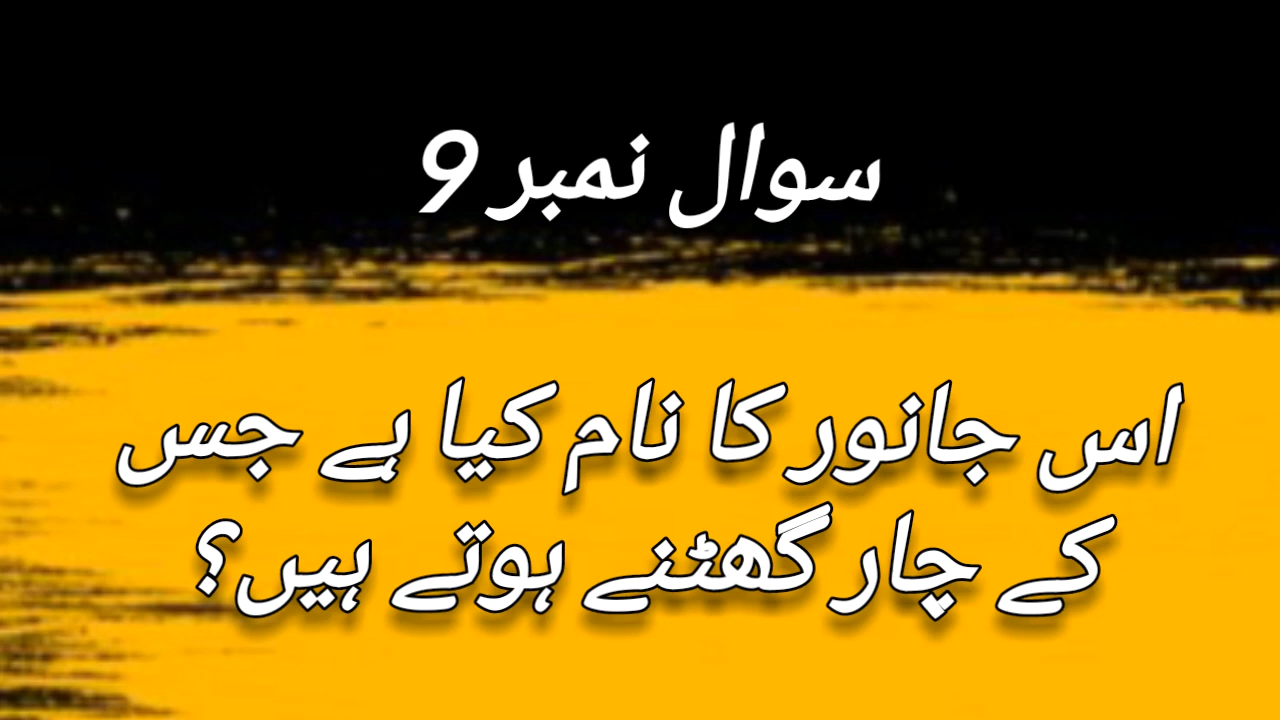 سوال نمبر 9
اس جانور کا نام کیا ہے جس
کے چار گھٹنے ہوتے ہیں؟